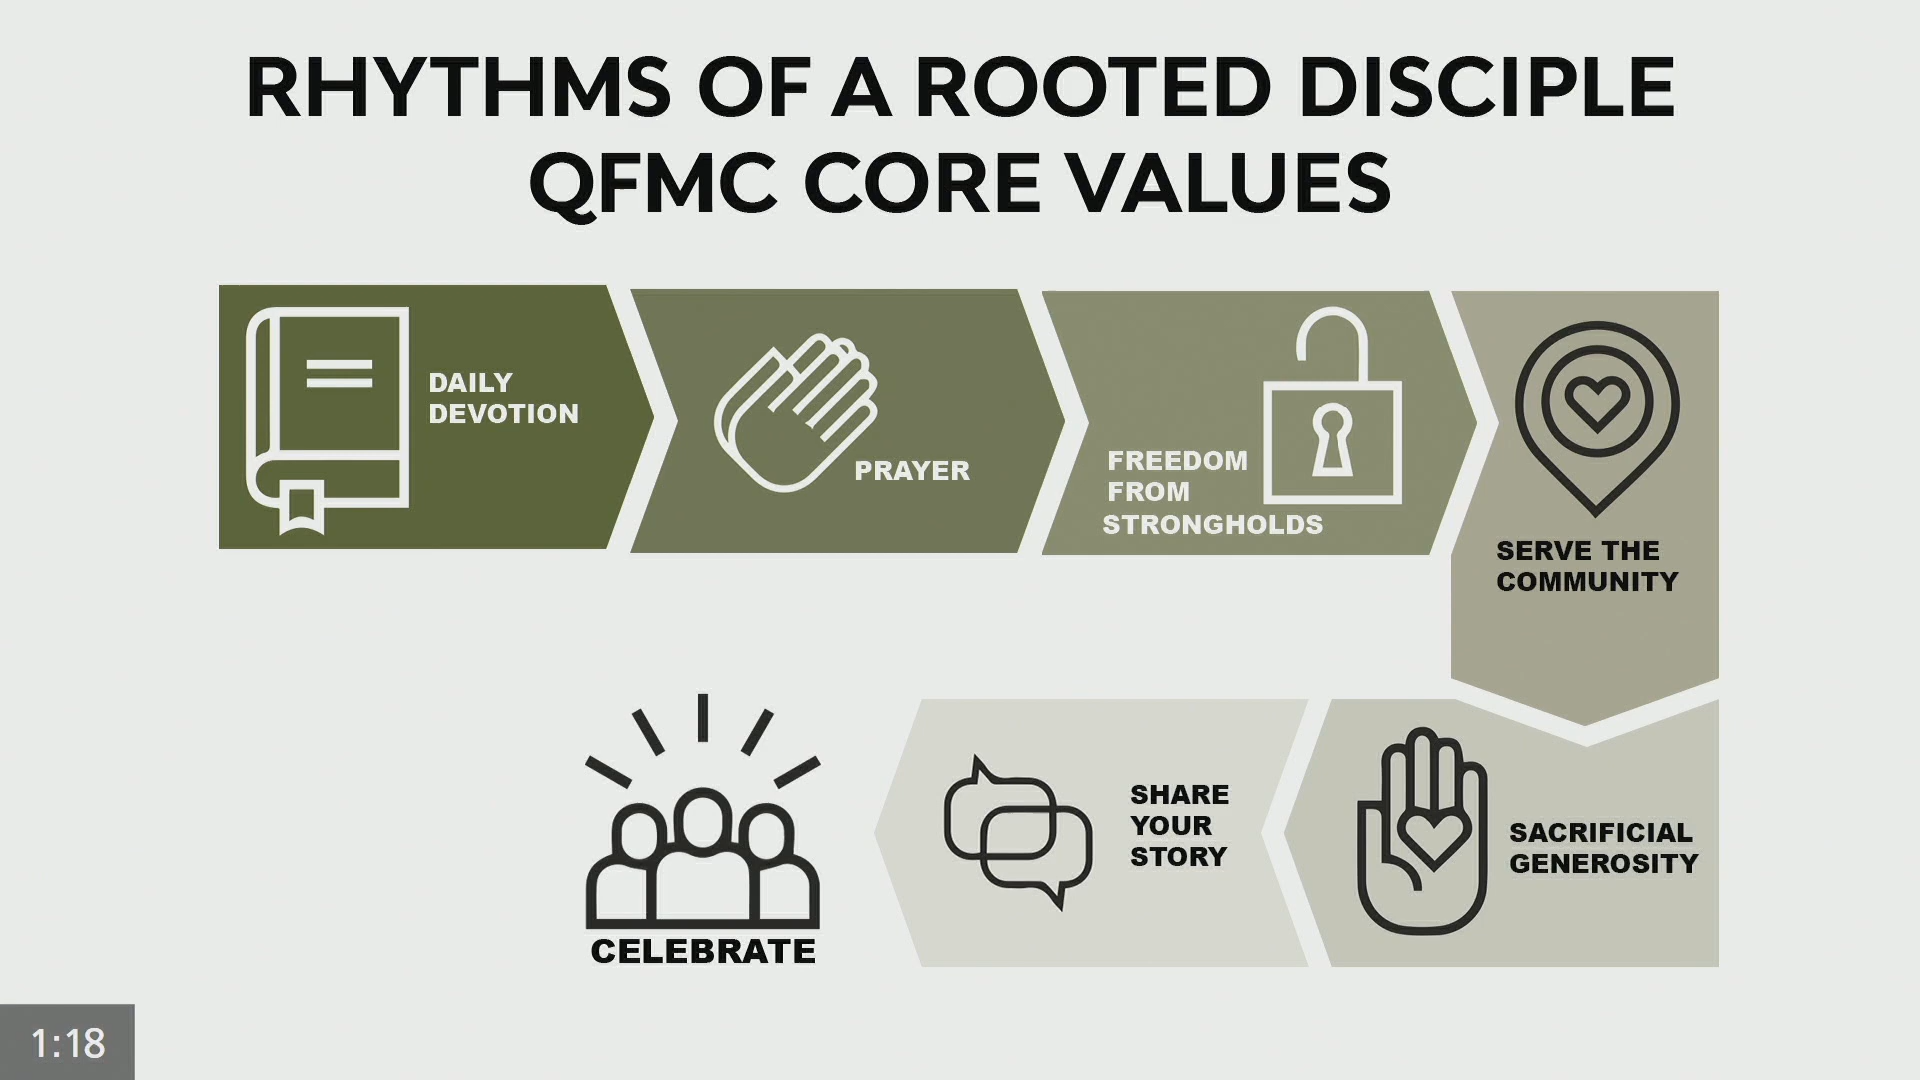 RHYTHMS OF A ROOTED DISCIPLE
QFMC CORE VALUES
DAILY
DEVOTION
PRAYER
FREEDOM
FROM
STRONGHOLDS
SERVE THE
COMMUNITY
SACRIFICIAL
GENEROSITY
SHARE
YOUR
STORY
CELEBRATE
1:18